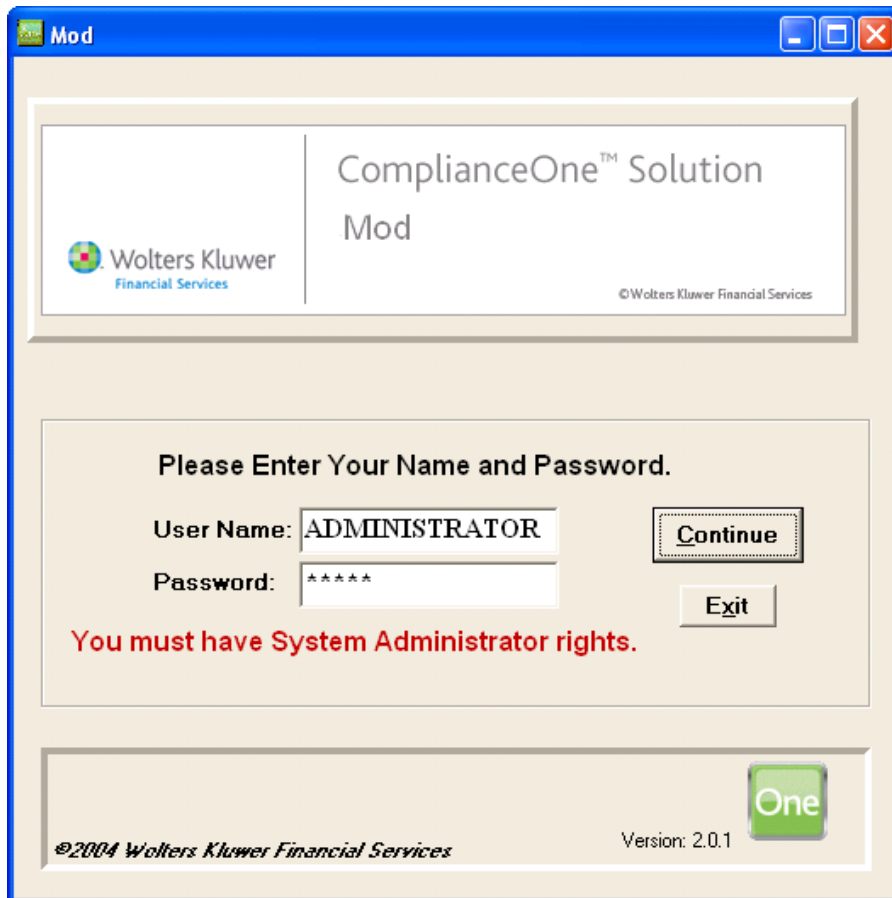 Mod
ComplianceOne™ Solution
Mod
Wolters Kluwer
Financial Services
©Wolters Kluwer Financial Services
Please Enter Your Name and Password.
User Name: ADMINISTRATOR
Continue
Password: *****
Exit
You must have System Administrator rights.
One
©2004 Wolters Kluwer Financial Services
Version: 2.0.1